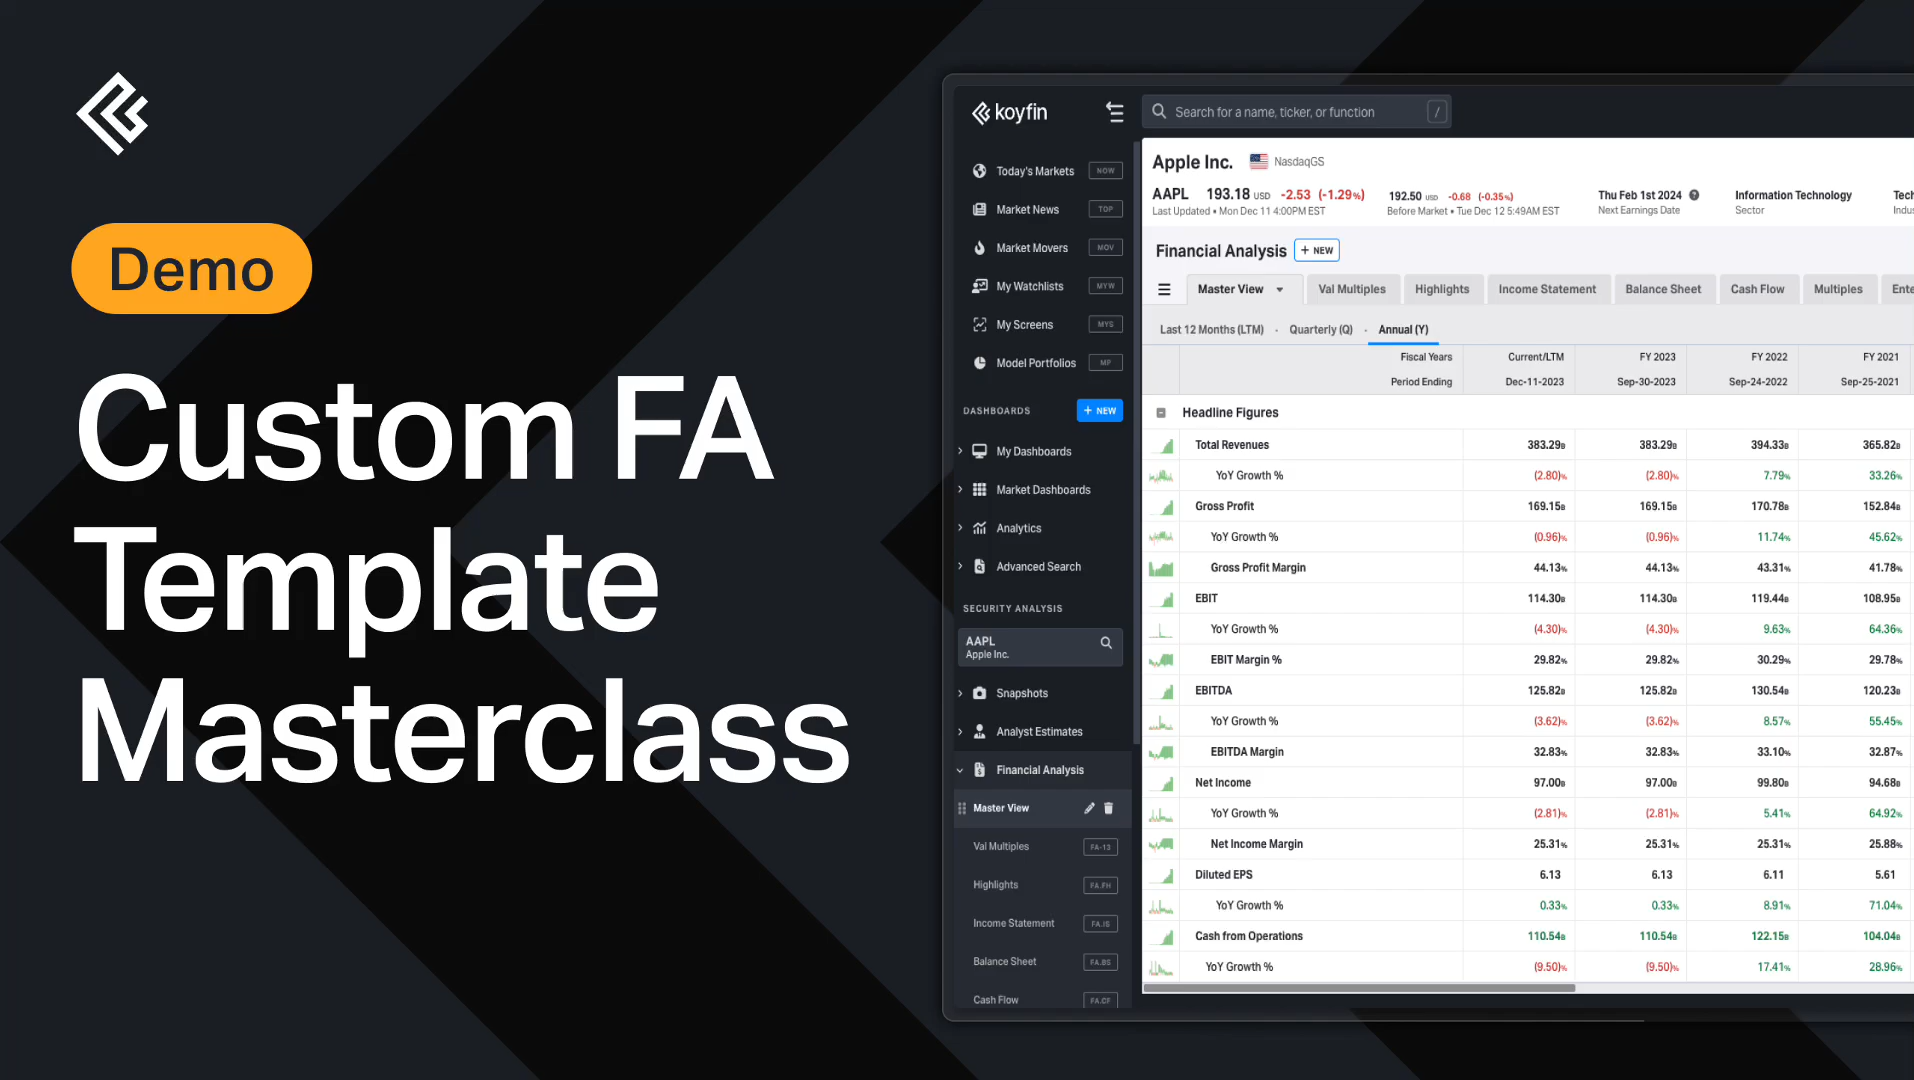 Demo
Custom FA
Template
Masterclass
koyfin
Search for a name, ticker, or function /
Today's Markets NOW
Market News TOP
Market Movers MOV
My Watchlists MYW
My Screens MYS
Model Portfolios MP
DASHBOARDS + NEW
My Dashboards
Market Dashboards
Analytics
Advanced Search
SECURITY ANALYSIS
AAPL
Apple Inc.
Snapshots
Analyst Estimates
Financial Analysis
Master View
Val Multiples FA-13
Highlights FA.FH
Income Statement FA.IS
Balance Sheet FA.BS
Cash Flow FA.CF
Apple Inc. NasdaqGS
AAPL 193.18 USD -2.53 (-1.29%) 192.50 USD -0.68 (-0.35%) Thu Feb 1st 2024 Information Technology Tech
Last Updated • Mon Dec 11 4:00PM EST Before Market • Tue Dec 12 5:49AM EST Next Earnings Date Sector Indus
Financial Analysis + NEW
Master View Val Multiples Highlights Income Statement Balance Sheet Cash Flow Multiples Ente
Last 12 Months (LTM) · Quarterly (Q) · Annual (Y)
Fiscal Years Current/LTM FY 2023 FY 2022 FY 2021
Period Ending Dec-11-2023 Sep-30-2023 Sep-24-2022 Sep-25-2021
Headline Figures
Total Revenues 383.29B 383.29B 394.33B 365.82B
YoY Growth % (2.80)% (2.80)% 7.79% 33.26%
Gross Profit 169.15B 169.15B 170.78B 152.84B
YoY Growth % (0.96)% (0.96)% 11.74% 45.62%
Gross Profit Margin 44.13% 44.13% 43.31% 41.78%
EBIT 114.30B 114.30B 119.44B 108.95B
YoY Growth % (4.30)% (4.30)% 9.63% 64.36%
EBIT Margin % 29.82% 29.82% 30.29% 29.78%
EBITDA 125.82B 125.82B 130.54B 120.23B
YoY Growth % (3.62)% (3.62)% 8.57% 55.45%
EBITDA Margin 32.83% 32.83% 33.10% 32.87%
Net Income 97.00B 97.00B 99.80B 94.68B
YoY Growth % (2.81)% (2.81)% 5.41% 64.92%
Net Income Margin 25.31% 25.31% 25.31% 25.88%
Diluted EPS 6.13 6.13 6.11 5.61
YoY Growth % 0.33% 0.33% 8.91% 71.04%
Cash from Operations 110.54B 110.54B 122.15B 104.04B
YoY Growth % (9.50)% (9.50)% 17.41% 28.96%